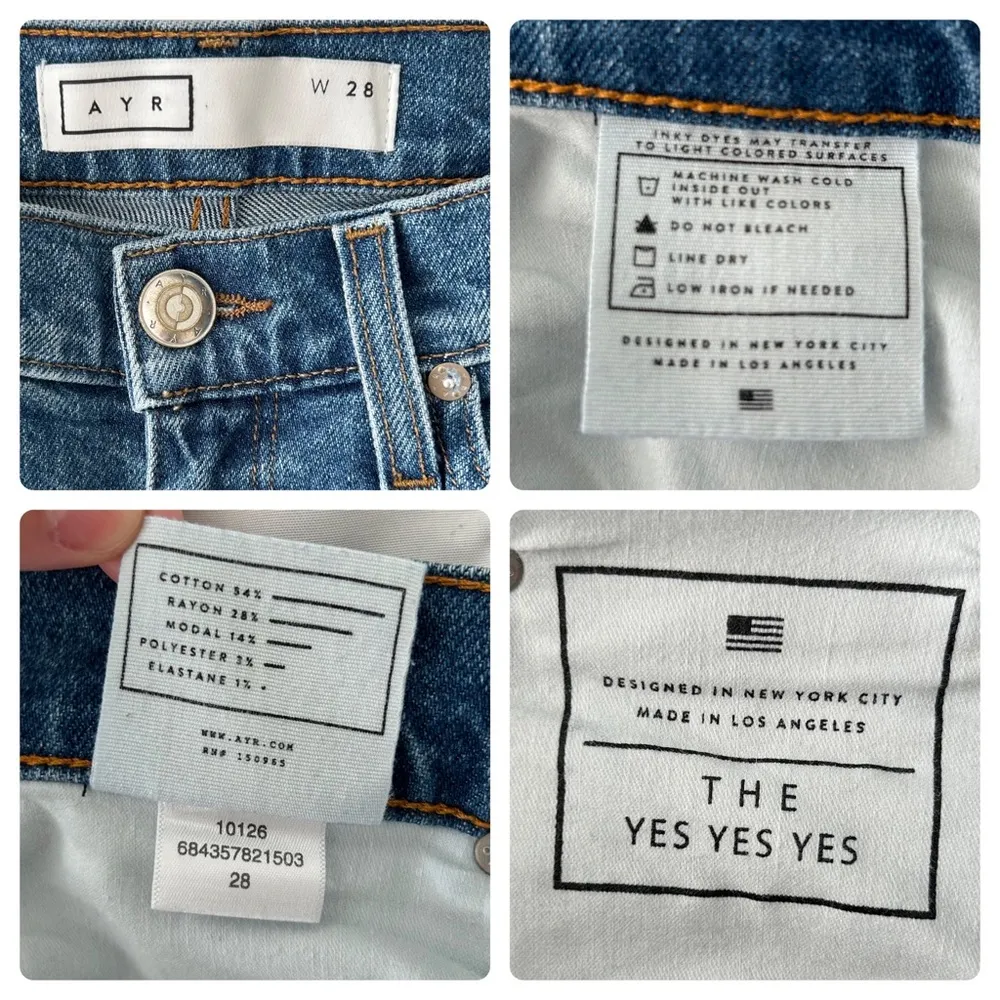 AYR
W 28
AYR AYR
INKY DYES MAY TRANSFER
TO LIGHT COLORED SURFACES
MACHINE WASH COLD
INSIDE OUT
WITH LIKE COLORS
DO NOT BLEACH
LINE DRY
LOW IRON IF NEEDED
DESIGNED IN NEW YORK CITY
MADE IN LOS ANGELES
COTTON 54%
RAYON 28%
MODAL 14%
POLYESTER 3%
ELASTANE 1%
WWW.AYR.COM
RN# 150965
10126
684357821503
28
DESIGNED IN NEW YORK CITY
MADE IN LOS ANGELES
THE
YES YES YES